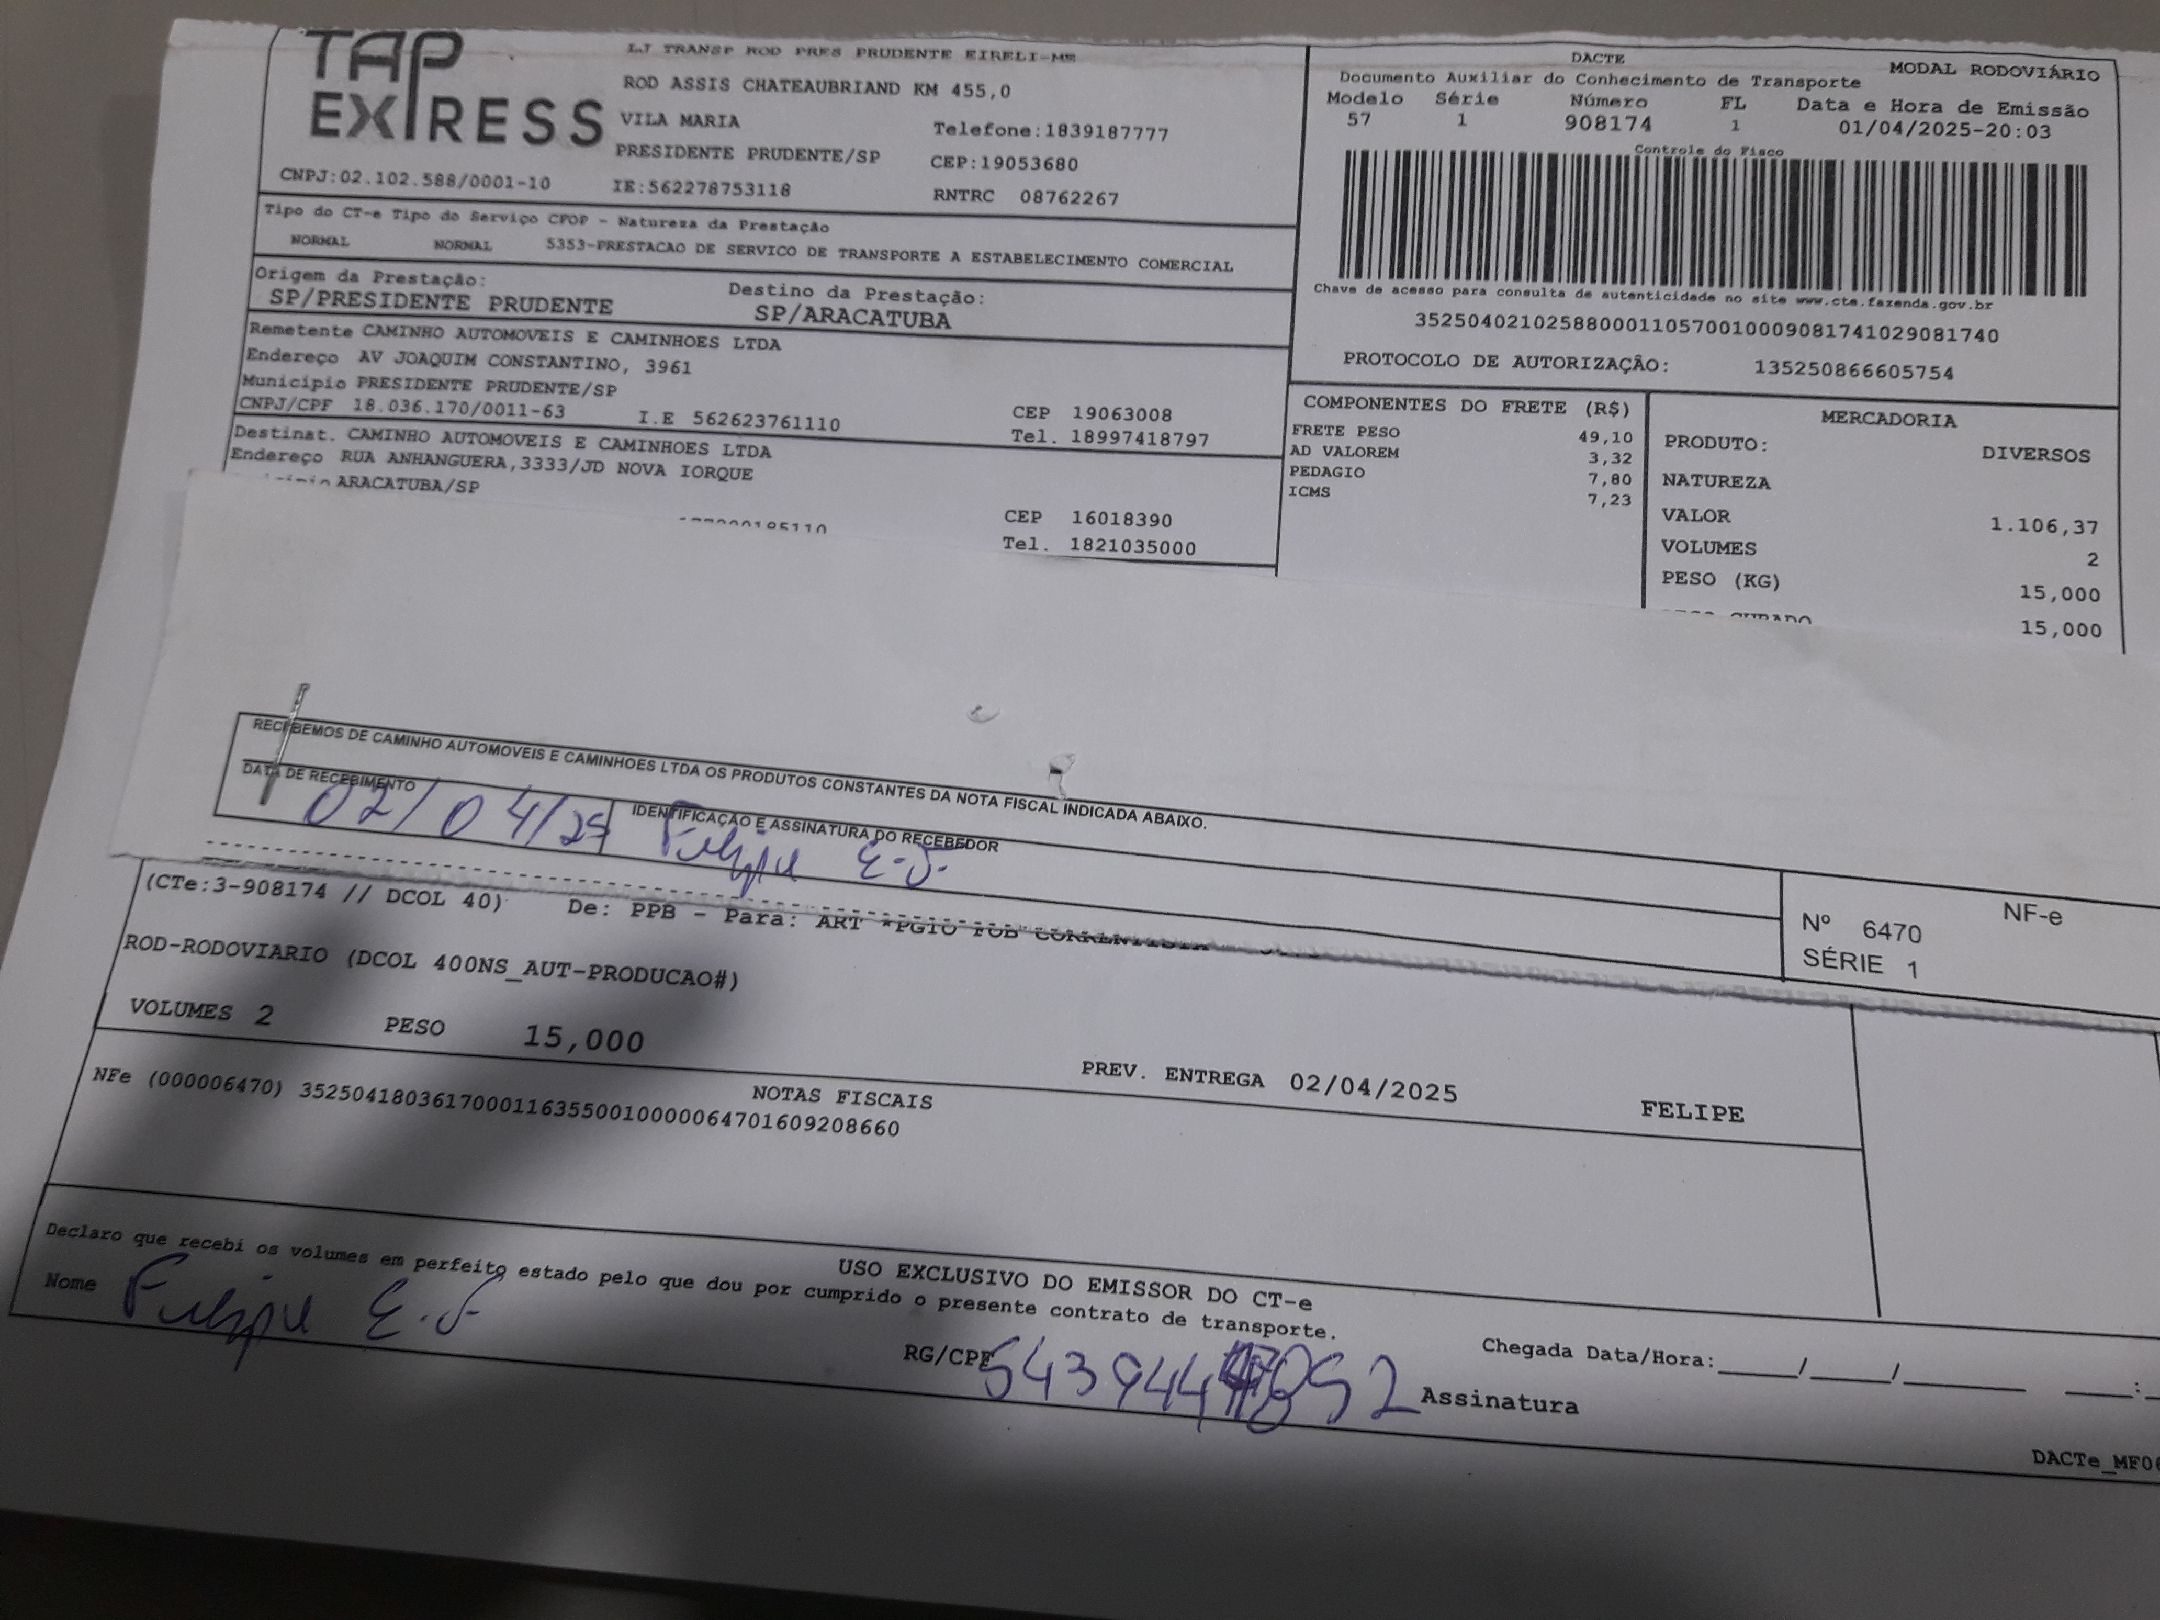 TAP EXPRESS
LJ TRANSP ROD PRES PRUDENTE EIRELI-ME
ROD ASSIS CHATEAUBRIAND KM 455,0
VILA MARIA
Telefone:1839187777
PRESIDENTE PRUDENTE/SP
CEP:19053680
CNPJ:02.102.588/0001-10 IE:562278753118
RNTRC 08762267
DACTE
MODAL RODOVIÁRIO
Documento Auxiliar do Conhecimento de Transporte
Modelo Série Número FL Data e Hora de Emissão
57 1 908174 1 01/04/2025-20:03
Controle do Fisco
Chave de acesso para consulta de autenticidade no site www.cte.fazenda.gov.br
35250402102588000110570010009081741029081740
PROTOCOLO DE AUTORIZAÇÃO: 135250866605754
Tipo do CT-e Tipo do Serviço CFOP - Natureza da Prestação
NORMAL NORMAL 5353-PRESTACAO DE SERVICO DE TRANSPORTE A ESTABELECIMENTO COMERCIAL
Origem da Prestação: Destino da Prestação:
SP/PRESIDENTE PRUDENTE SP/ARACATUBA
Remetente CAMINHO AUTOMOVEIS E CAMINHOES LTDA
Endereço AV JOAQUIM CONSTANTINO, 3961
Município PRESIDENTE PRUDENTE/SP
CEP 19063008
CNPJ/CPF 18.036.170/0011-63 I.E 562623761110
Tel. 18997418797
Destinat. CAMINHO AUTOMOVEIS E CAMINHOES LTDA
Endereço RUA ANHANGUERA,3333/JD NOVA IORQUE
ARACATUBA/SP
CEP 16018390
Tel. 1821035000
COMPONENTES DO FRETE (R$)
FRETE PESO 49,10
AD VALOREM 3,32
PEDAGIO 7,80
ICMS 7,23
MERCADORIA
PRODUTO: DIVERSOS
NATUREZA
VALOR 1.106,37
VOLUMES 2
PESO (KG) 15,000
CUBADO 15,000
RECEBEMOS DE CAMINHO AUTOMOVEIS E CAMINHOES LTDA OS PRODUTOS CONSTANTES DA NOTA FISCAL INDICADA ABAIXO.
DATA DE RECEBIMENTO IDENTIFICAÇÃO E ASSINATURA DO RECEBEDOR
02/04/25 Felipe E.J.
NF-e
Nº 6470
SÉRIE 1
(CTe:3-908174 // DCOL 40) De: PPB - Para: ART *PGTO FOB CORRENTISTA
ROD-RODOVIARIO (DCOL 400NS_AUT-PRODUCAO#)
VOLUMES 2 PESO 15,000
PREV. ENTREGA 02/04/2025
FELIPE
NOTAS FISCAIS
NFe (000006470) 35250418036170001163550010000064701609208660
USO EXCLUSIVO DO EMISSOR DO CT-e
Declaro que recebi os volumes em perfeito estado pelo que dou por cumprido o presente contrato de transporte.
Nome Felipe E.J
RG/CPF
Chegada Data/Hora:_____/_____/_______ ____:
Assinatura